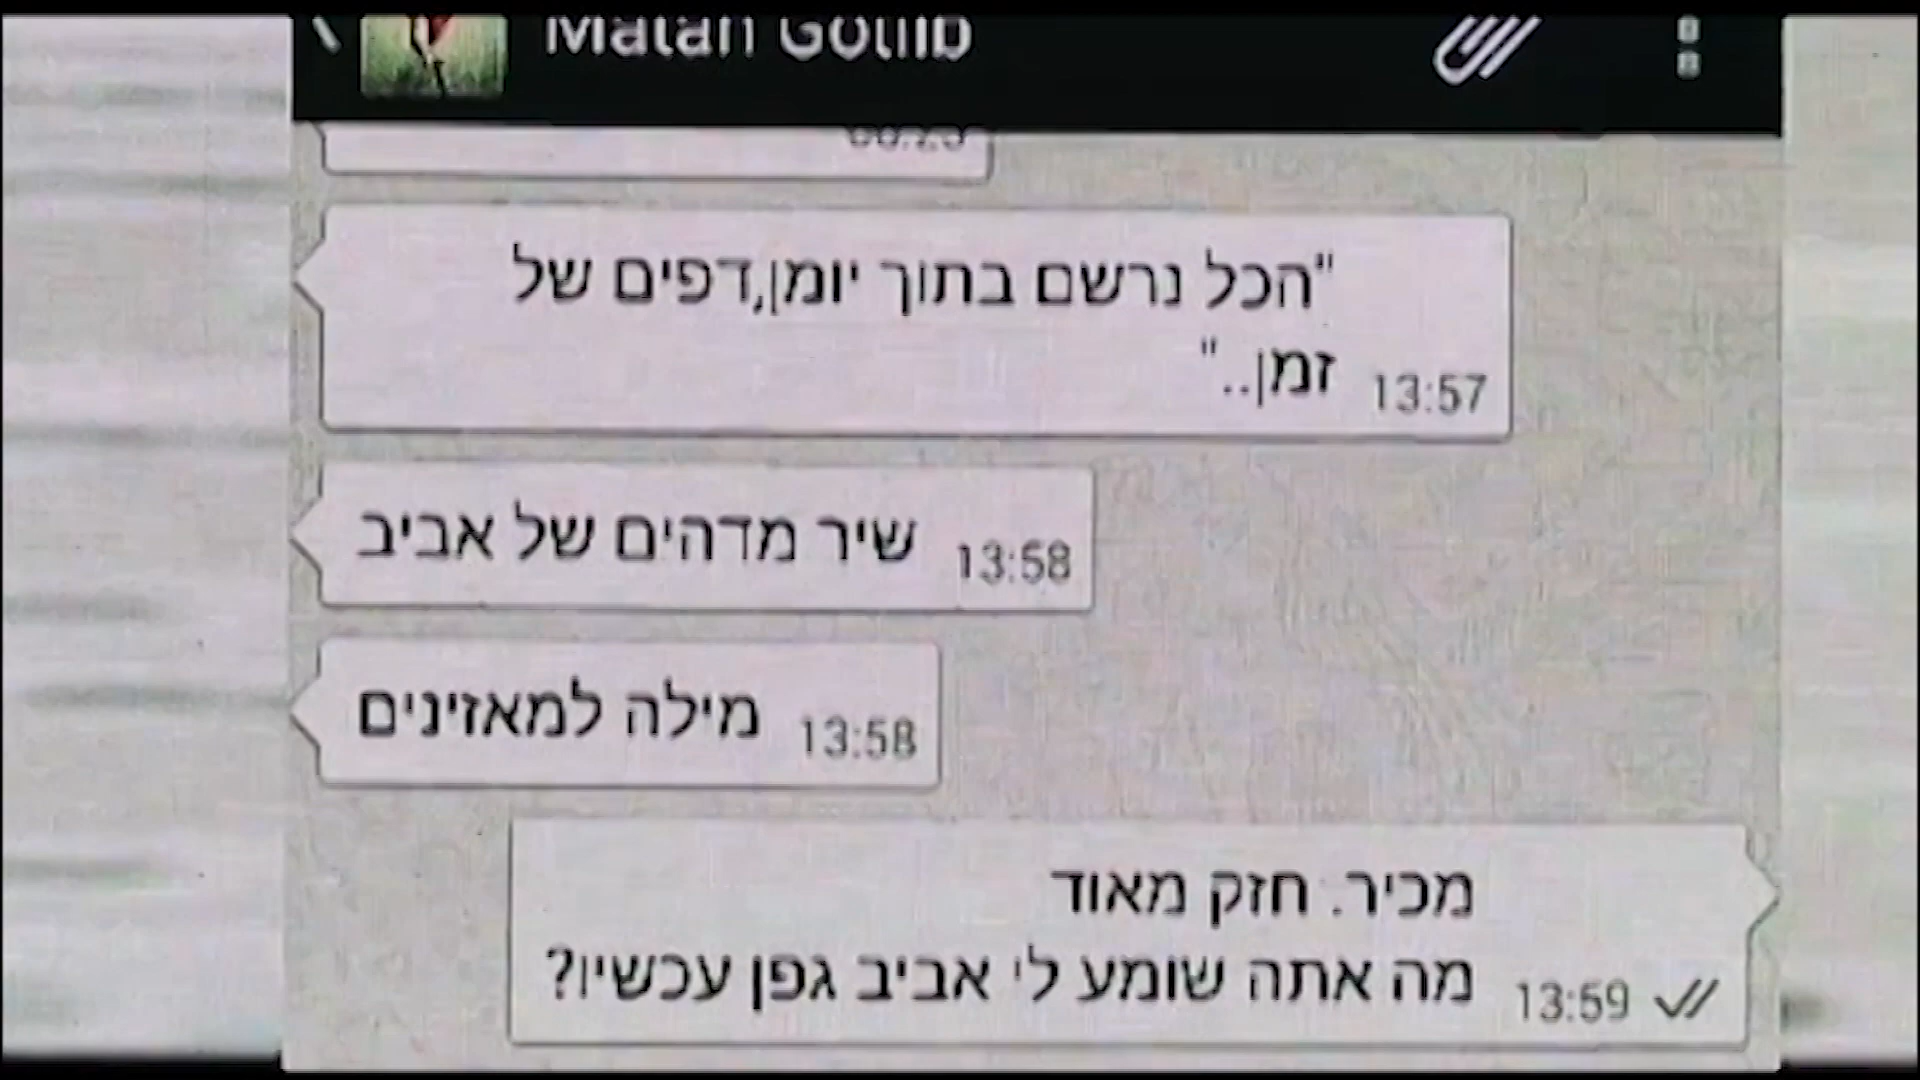 Matan Gotlib
"הכל נרשם בתוך יומן,דפים של
זמן.."
13:57
שיר מדהים של אביב
13:58
מילה למאזינים
13:58
מכיר. חזק מאוד
מה אתה שומע לי אביב גפן עכשיו?
13:59